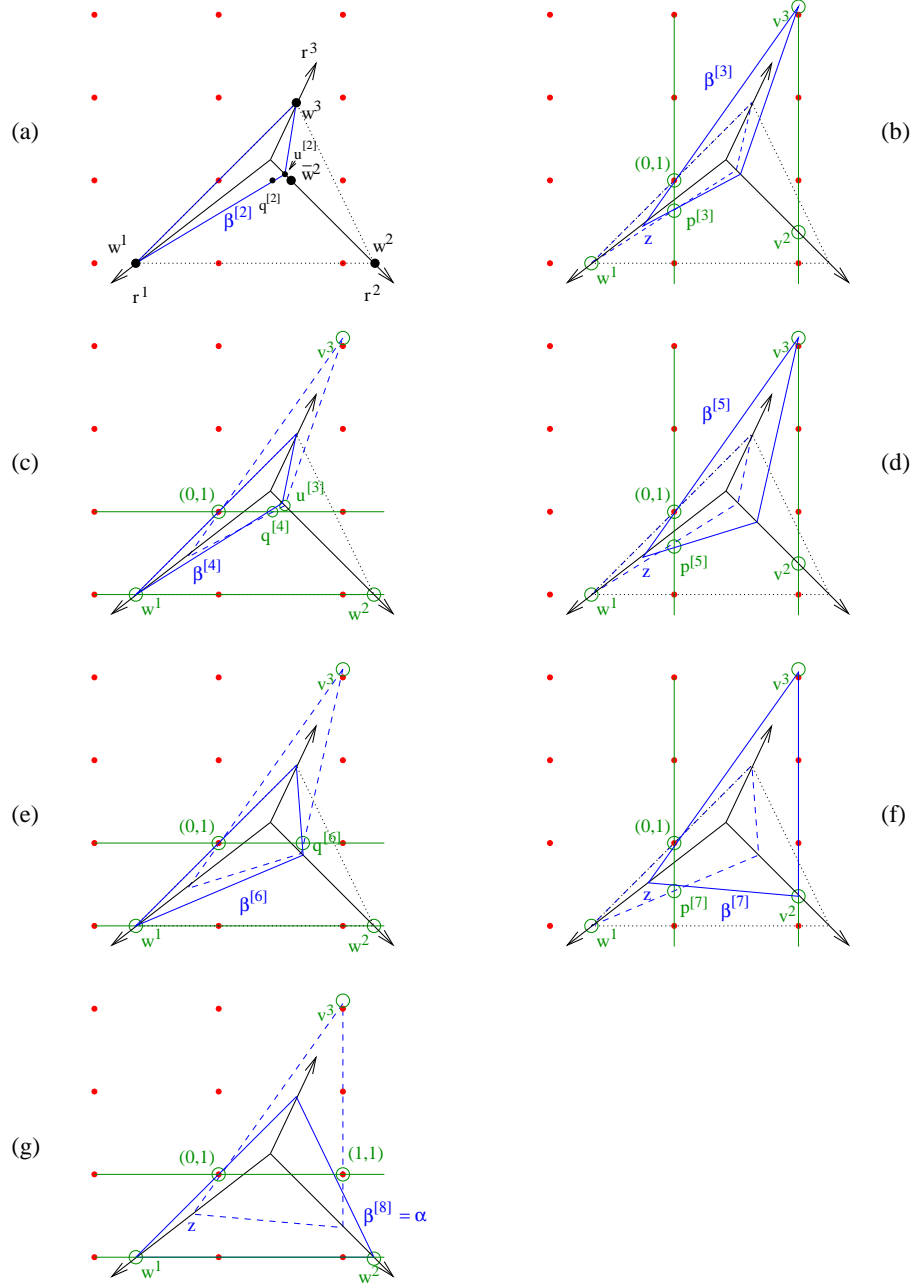 (a)
r³
w³
u[2]
w̄²
q[2]
β[2]
w¹
w²
r¹
r²
(b)
v³
β[3]
(0,1)
p[3]
z
v²
w¹
(c)
v³
(0,1)
u[3]
q[4]
β[4]
w¹
w²
(d)
v³
β[5]
(0,1)
p[5]
z
v²
w¹
(e)
v³
(0,1)
q[6]
β[6]
w¹
w²
(f)
v³
(0,1)
z
p[7]
β[7]
v²
w¹
(g)
v³
(0,1)
(1,1)
z
β[8] = α
w¹
w²